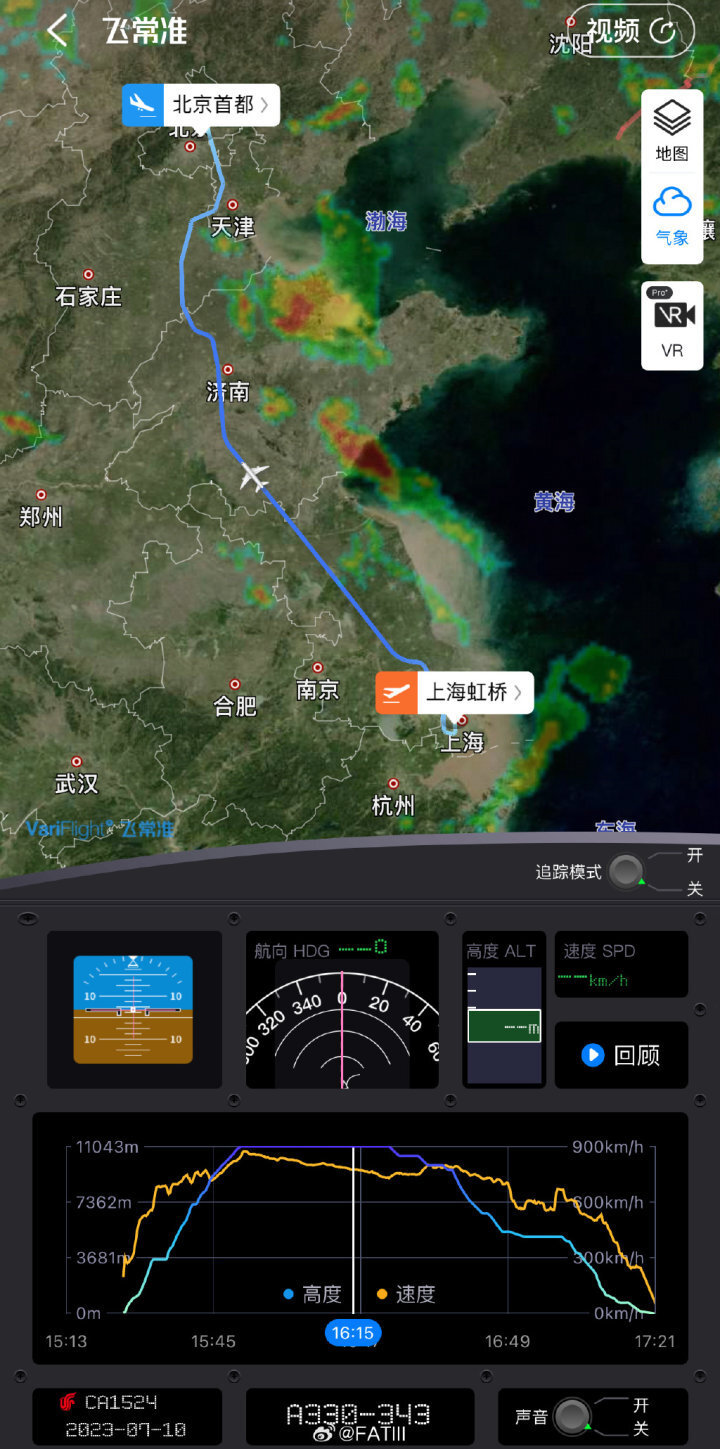 飞常准
视频
沈阳
北京首都
地图
气象
渤海
天津
石家庄
Pro+
VR
VR
济南
黄海
郑州
上海虹桥
南京
合肥
上海
武汉
杭州
VariFlight 飞常准
东海
追踪模式
开
关
航向 HDG ----0
高度 ALT
速度 SPD
----km/h
10 10
10 10
300 320 340 0 20 40 60
----m
回顾
11043m
900km/h
7362m
600km/h
3681m
300km/h
高度
速度
0m
0km/h
15:13
15:45
16:15
16:49
17:21
CA1524
2023-07-10
A330-343
@FATIII
声音
开
关